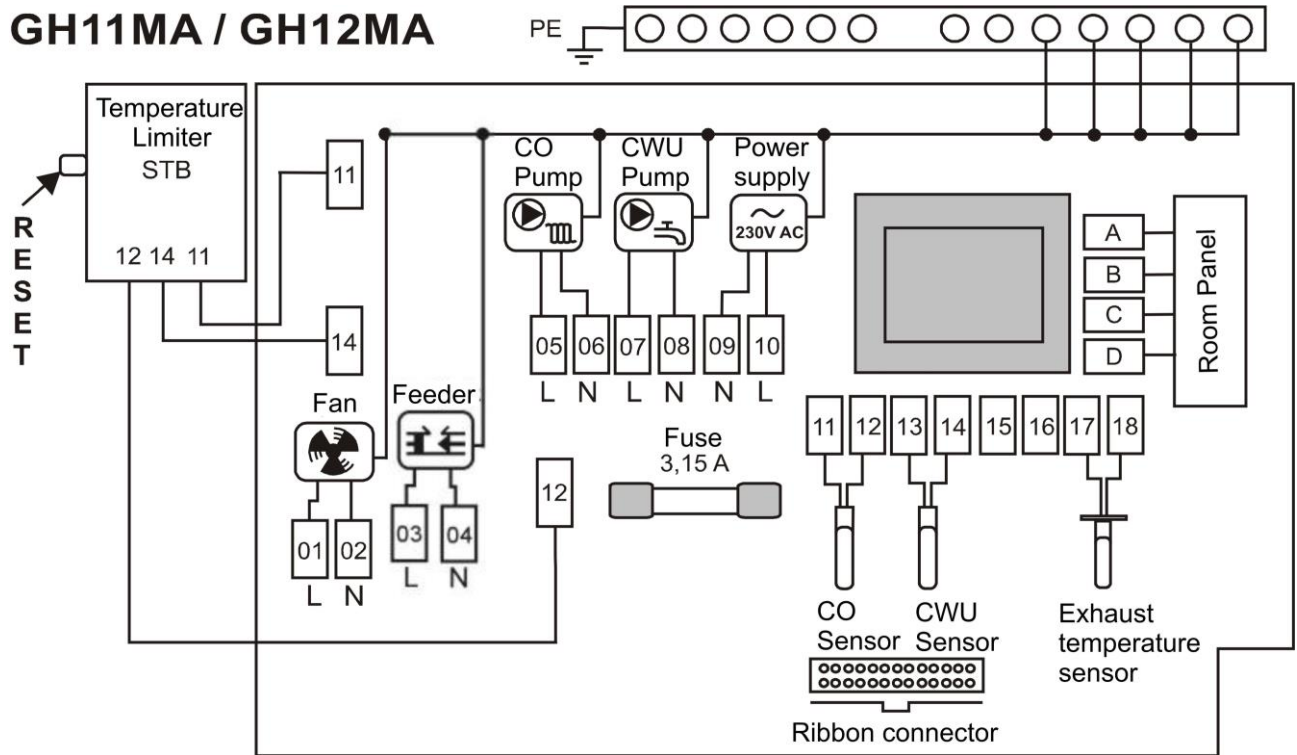 GH11MA / GH12MA
PE
Temperature
Limiter
STB
12 14 11
RESET
11
14
CO
Pump
CWU
Pump
Power
supply
230V AC
05 06 07 08 09 10
L N L N N L
A
B
C
D
Room Panel
Fan
Feeder
01 02
L N
03 04
L N
12
Fuse
3,15 A
11 12 13 14 15 16 17 18
CO
Sensor
CWU
Sensor
Exhaust
temperature
sensor
Ribbon connector